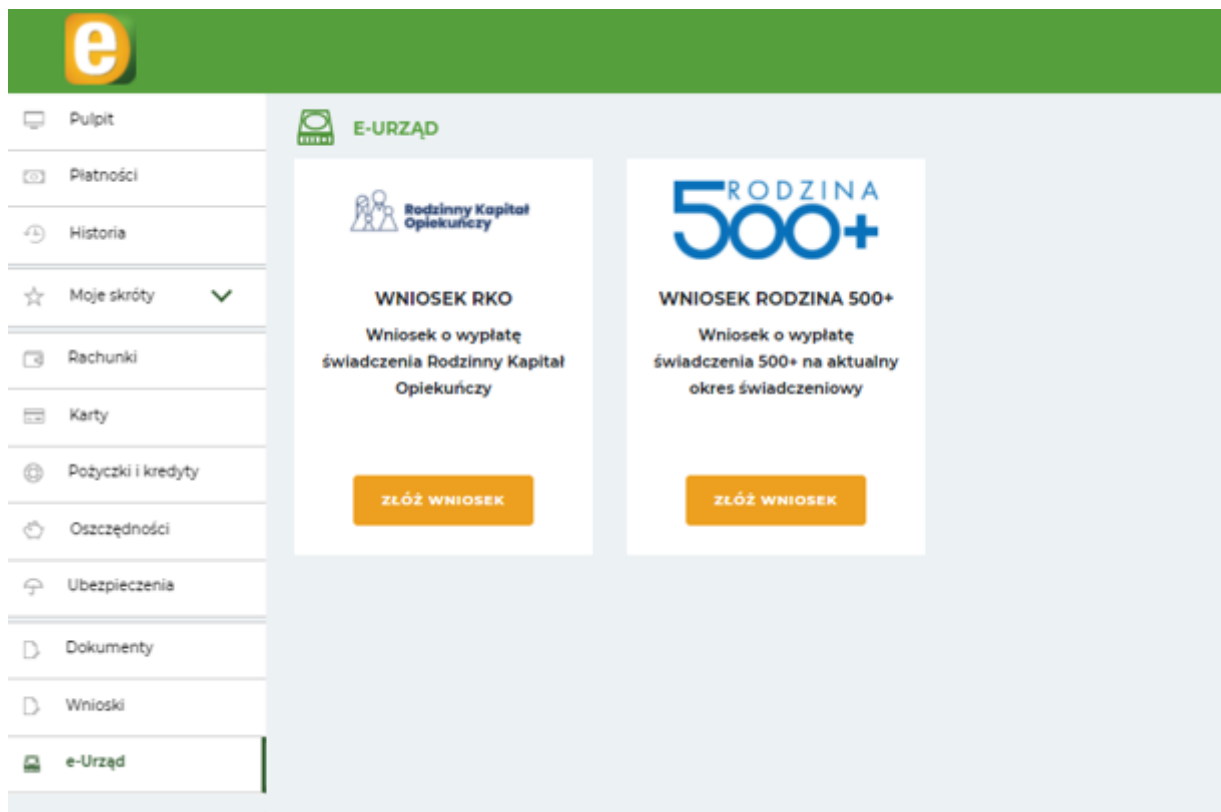 e
Pulpit
Płatności
Historia
Moje skróty
Rachunki
Karty
Pożyczki i kredyty
Oszczędności
Ubezpieczenia
Dokumenty
Wnioski
e-Urząd
E-URZĄD
Rodzinny Kapitał
Opiekuńczy
WNIOSEK RKO
Wniosek o wypłatę
świadczenia Rodzinny Kapitał
Opiekuńczy
ZŁÓŻ WNIOSEK
RODZINA
500+
WNIOSEK RODZINA 500+
Wniosek o wypłatę
świadczenia 500+ na aktualny
okres świadczeniowy
ZŁÓŻ WNIOSEK